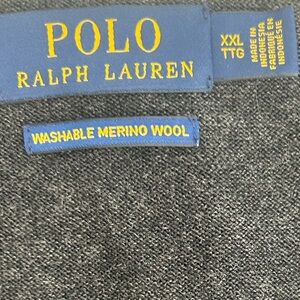 POLO
RALPH LAUREN
XXL
TTG
MADE IN
INDONESIA
FABRIQUÉ EN
INDONÉSIE
WASHABLE MERINO WOOL